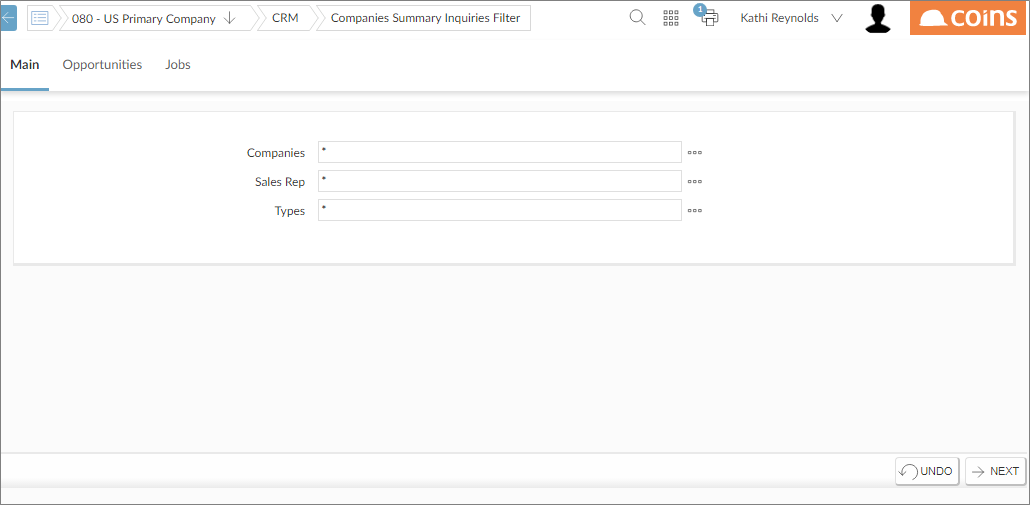 080 - US Primary Company
CRM
Companies Summary Inquiries Filter
1
Kathi Reynolds
coins
Main
Opportunities
Jobs
Companies *
Sales Rep *
Types *
UNDO
NEXT